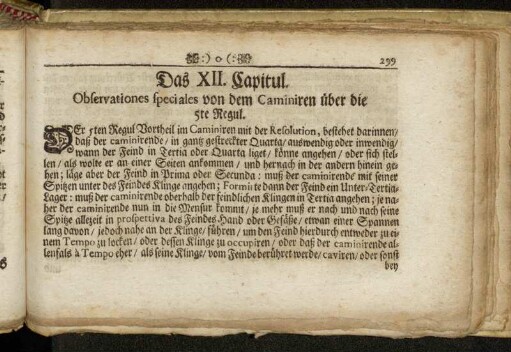 :) o (:
299
Das XII. Capitul.
Observationes speciales von dem Caminiren über die
5te Regul.
DEr 5ten Regul Vortheil im Caminiren mit der Resolution, bestehet darinnen/
daß der caminirende/ in gantz gestreckter Quarta/ auswendig oder inwendig/
wann der Feind in Tertia oder Quarta liget/ könne angehen/ oder sich stel-
len/ als wolte er an einer Seiten ankommen/ und hernach in der andern hinein ge-
hen; läge aber der Feind in Prima oder Secunda: muß der caminirende mit seiner
Spitzen unter des Feindes Klinge angehen; Formirte dann der Feind ein Unter-Tertia-
Lager: muß der caminirende oberhalb der feindlichen Klingen in Tertia angehen; je nä-
her der caminirende nun in die Mensur kommt/ je mehr muß er nach und nach seine
Spitze allezeit in prospettiva des Feindes Hand oder Gefäße/ etwan einer Spannen
lang davon/ jedoch nahe an der Klinge/ führen/ um den Feind hierdurch entweder zu ei-
nem Tempo zu locken/ oder dessen Klinge zu occupiren/ oder daß der caminirende al-
lenfals à Tempo eher/ als seine Klinge/ vom Feinde berühret werde/ caviren/ oder sonst
bey